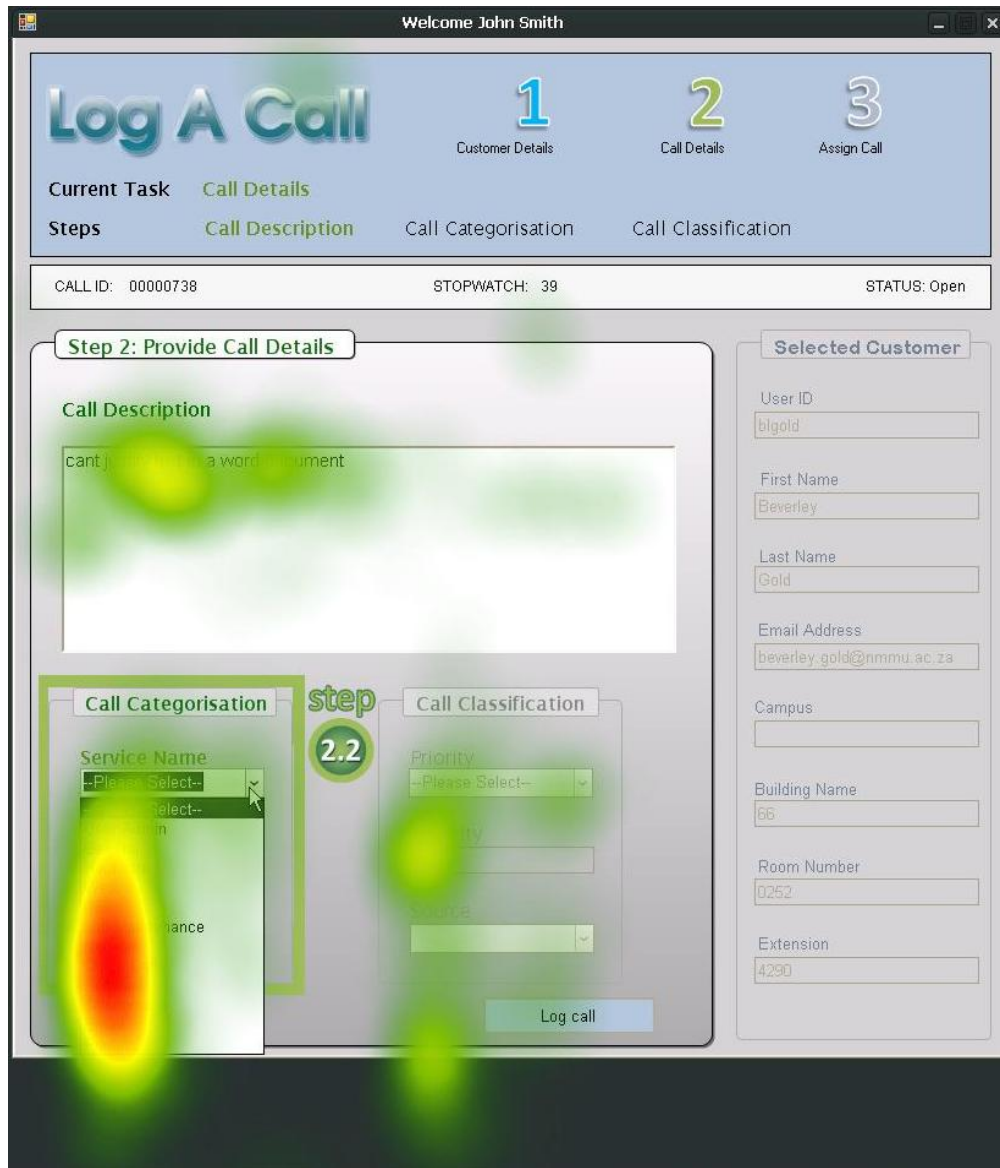 Welcome John Smith
Log A Call
1
2
3
Customer Details
Call Details
Assign Call
Current Task Call Details
Steps Call Description Call Categorisation Call Classification
CALL ID: 00000738 STOPWATCH: 39 STATUS: Open
Step 2: Provide Call Details
Call Description
cant a word document
Call Categorisation
Service Name
--Please Select--
step
2.2
Call Classification
Priority
--Please Select--
Source
Log call
Selected Customer
User ID
blgold
First Name
Beverley
Last Name
Gold
Email Address
beverley.gold@nmmu.ac.za
Campus
Building Name
66
Room Number
0252
Extension
4290